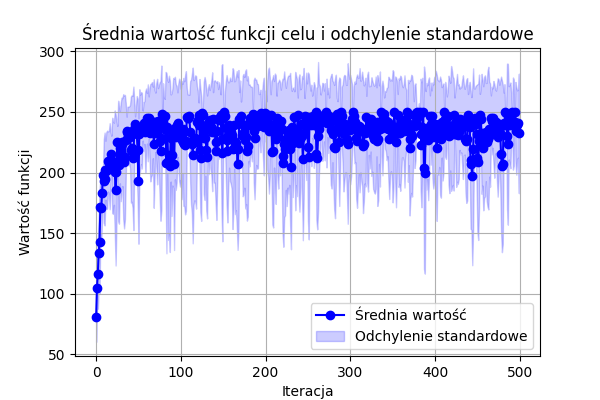 Średnia wartość funkcji celu i odchylenie standardowe
Wartość funkcji
300
250
200
150
100
50
0
100
200
300
400
500
Iteracja
Średnia wartość
Odchylenie standardowe